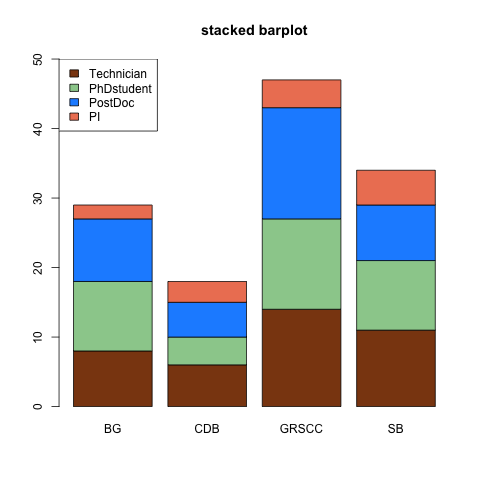 stacked barplot
Technician
PhDstudent
PostDoc
PI
50
40
30
20
10
0
BG CDB GRSCC SB